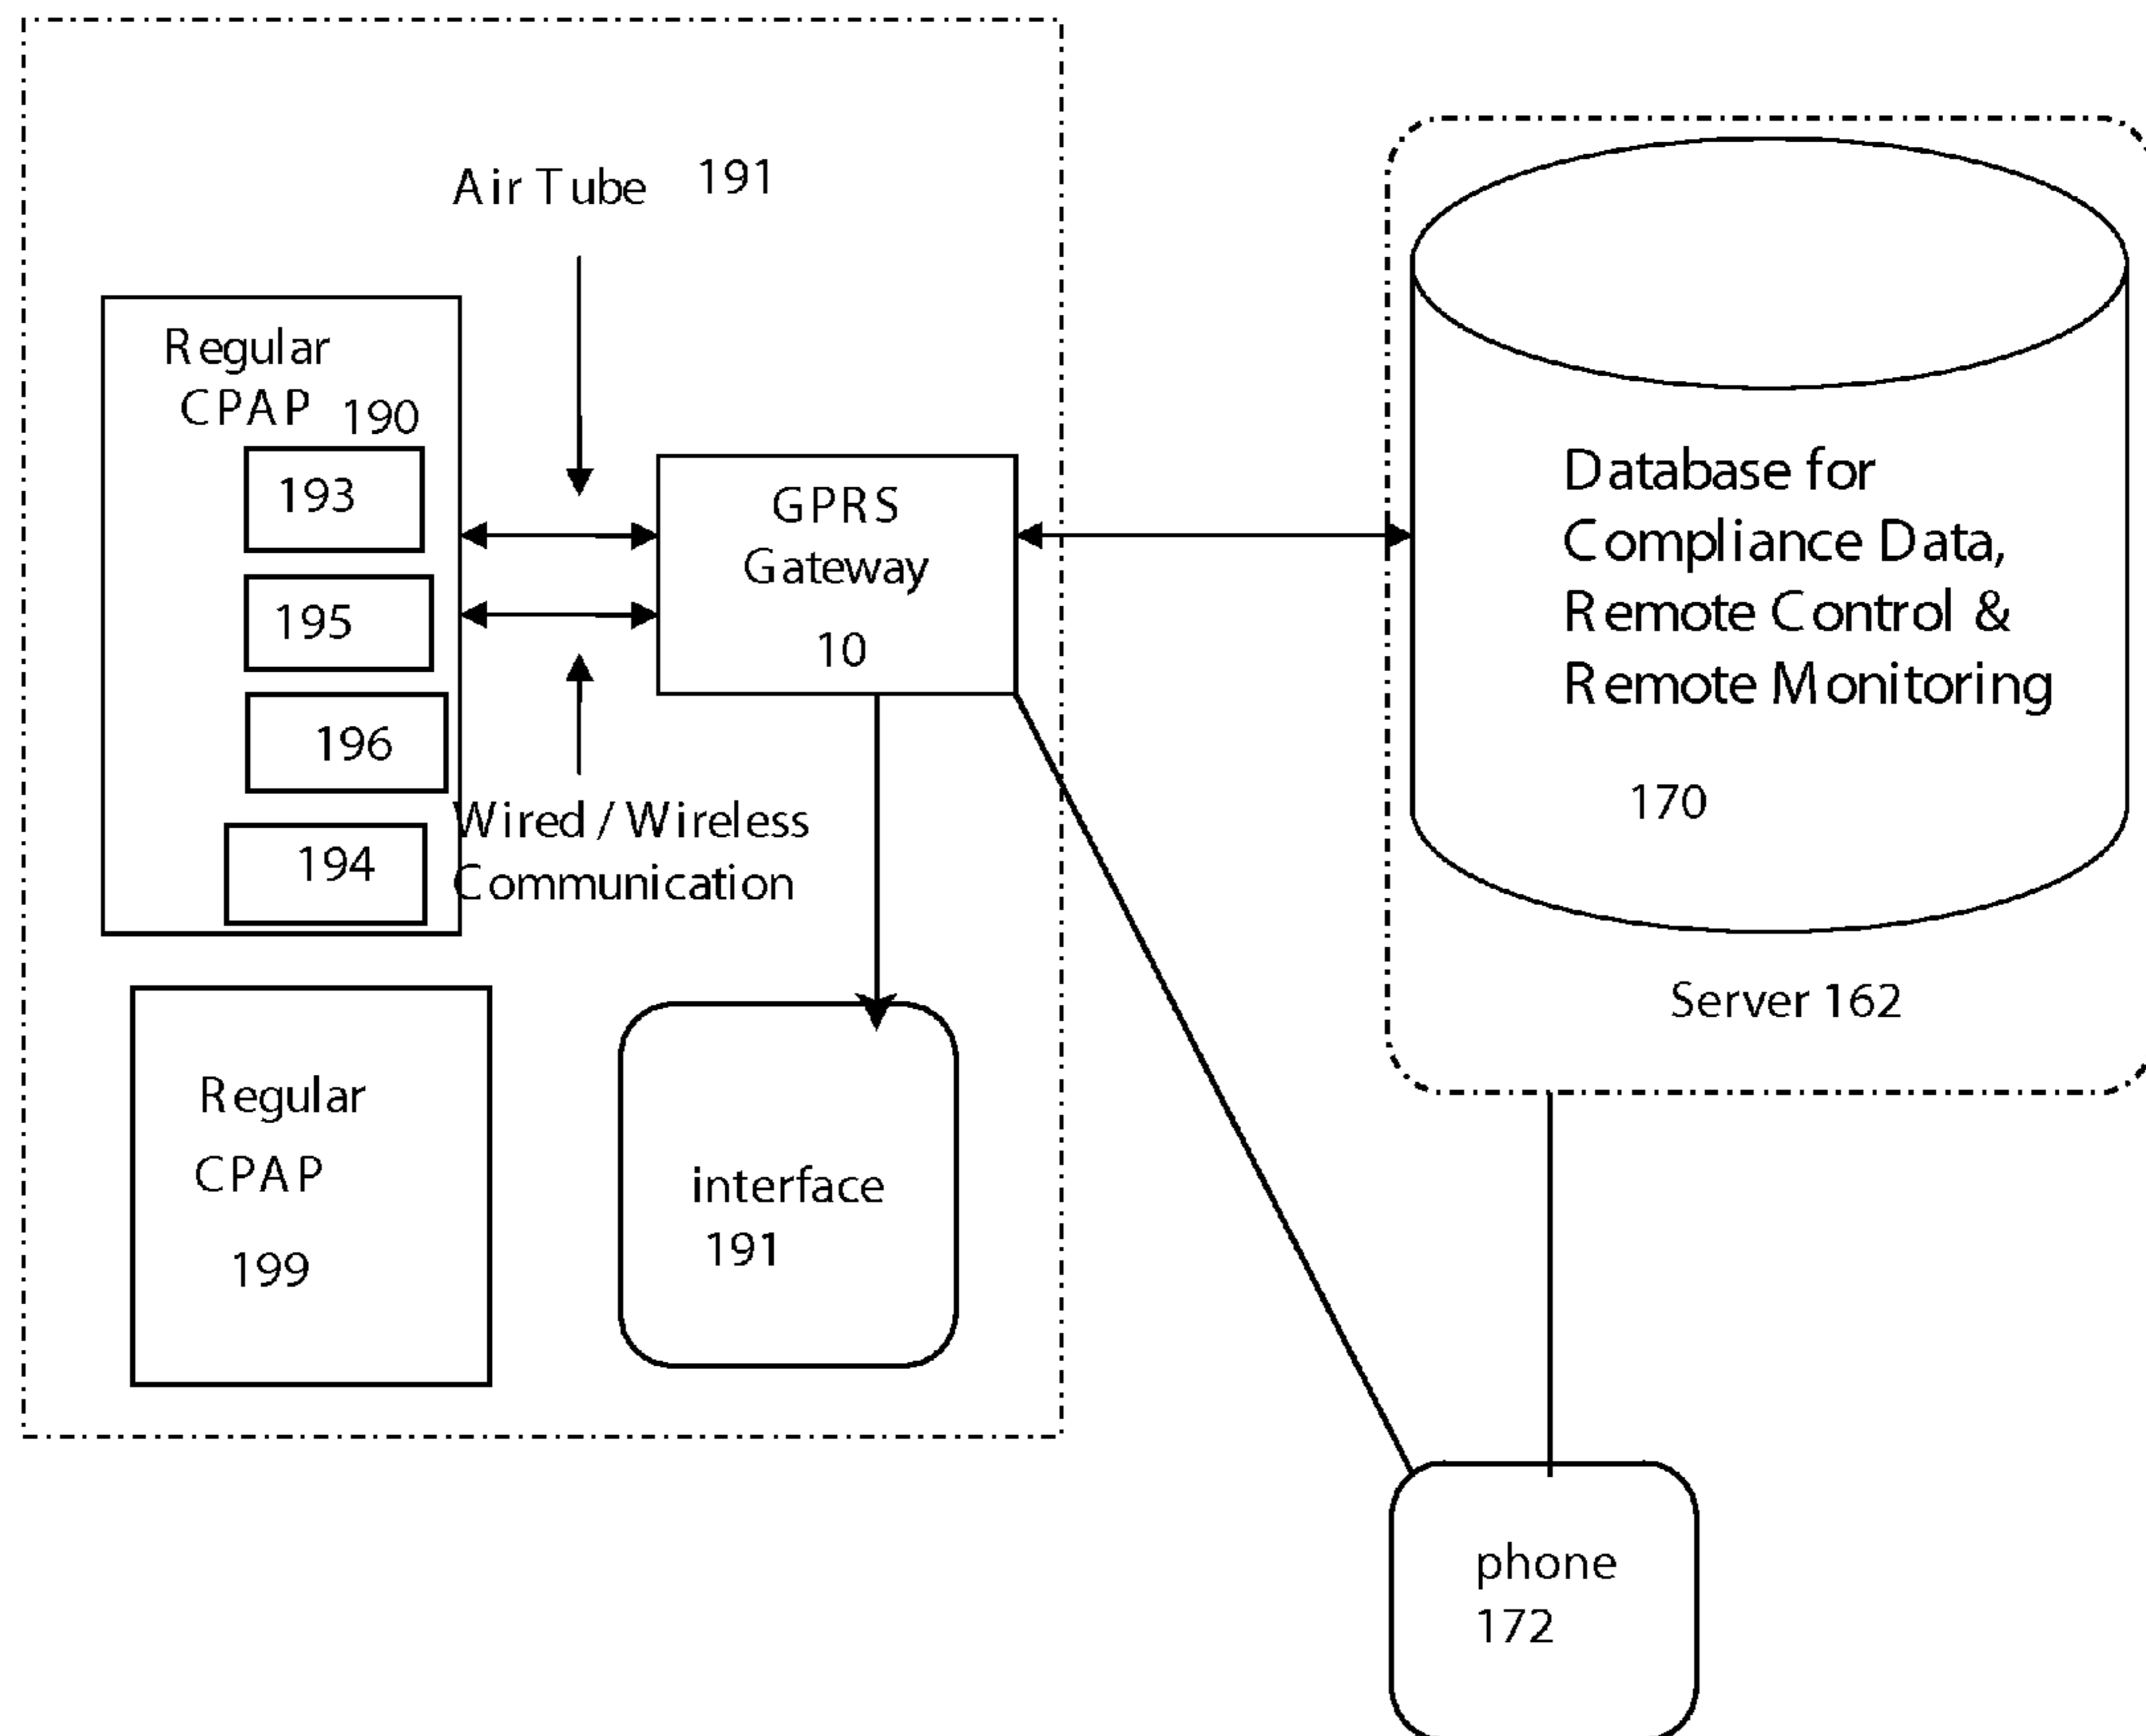 Air Tube 191
Regular
CPAP 190
193
195
196
194
GPRS
Gateway
10
Wired / Wireless
Communication
Regular
CPAP
199
interface
191
Database for
Compliance Data,
Remote Control &
Remote Monitoring
170
Server 162
phone
172